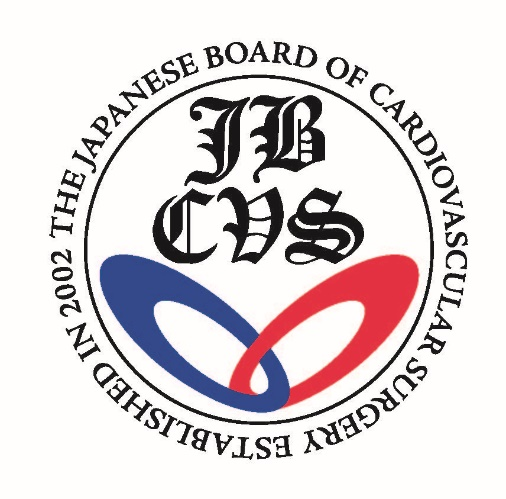 THE JAPANESE BOARD OF CARDIOVASCULAR SURGERY ESTABLISHED IN 2002
JB
CVS